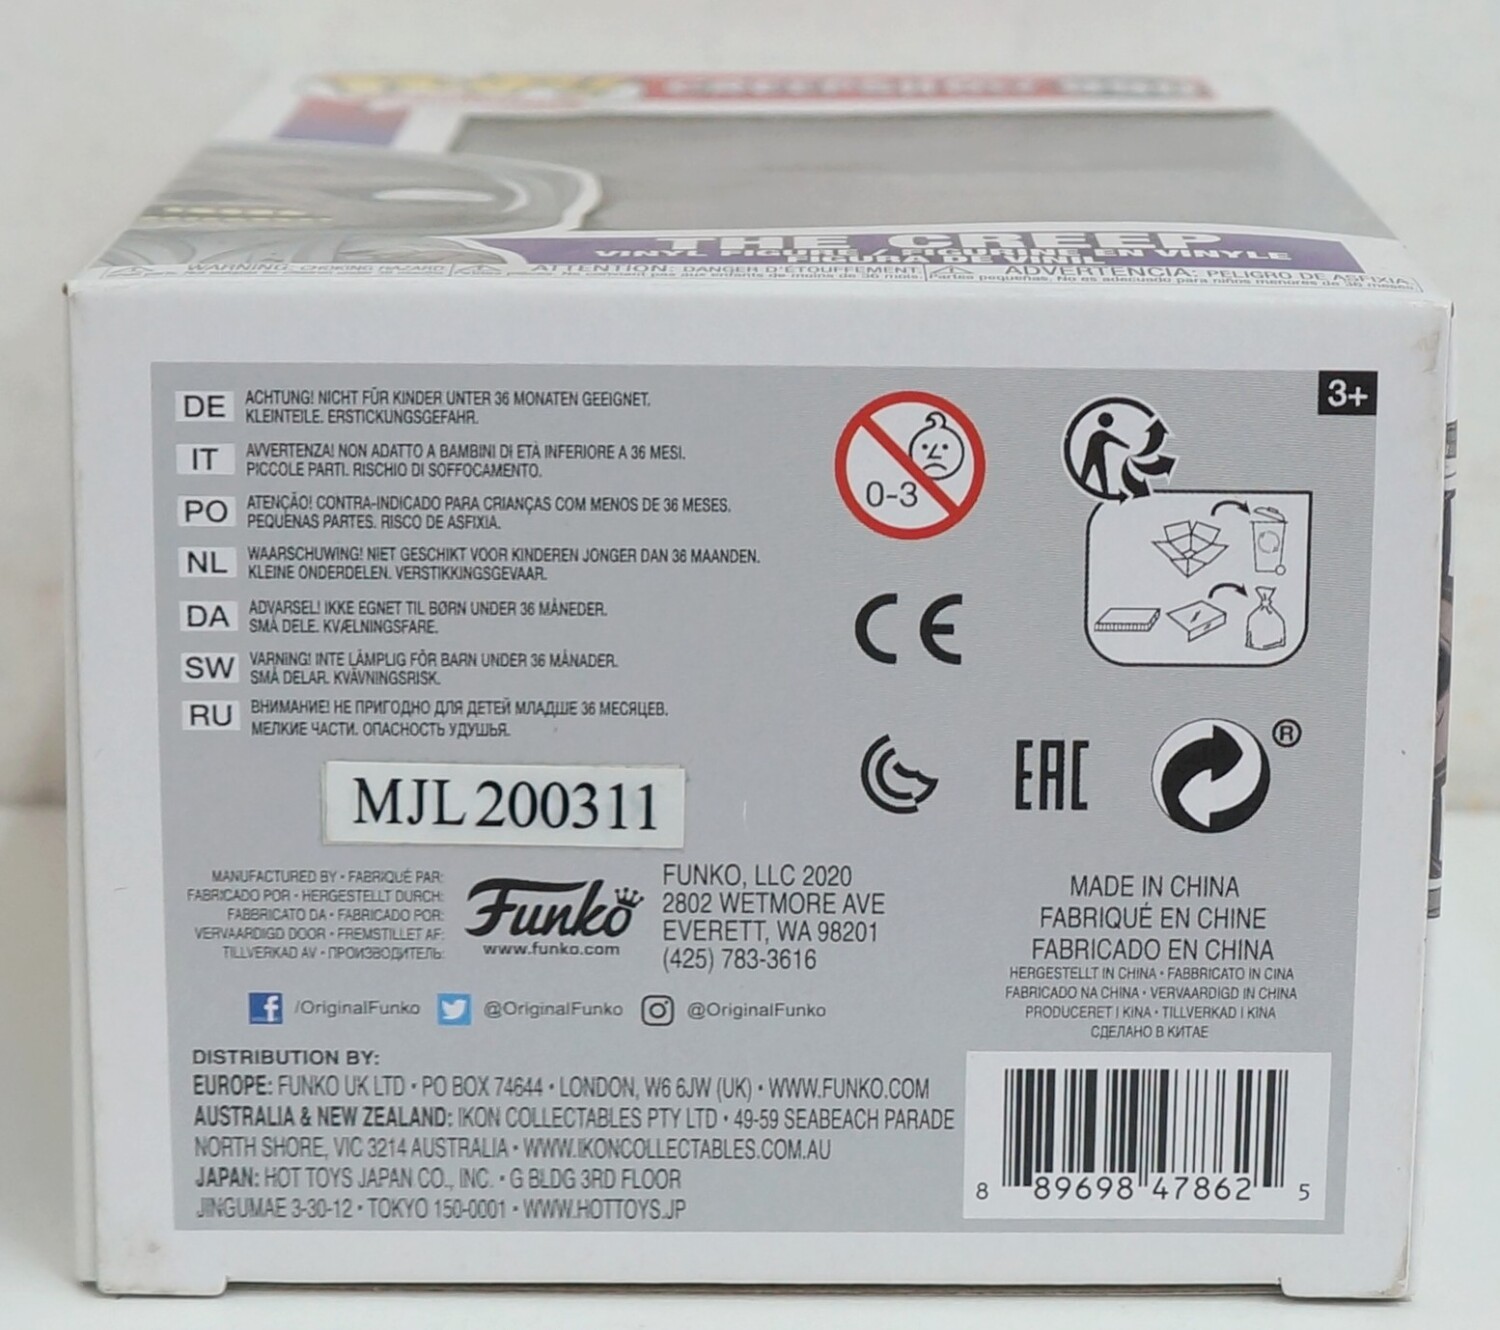 CREEPSHOW
THE CREEP
VINYL FIGURE / FIGURINE EN VINYLE
FIGURA DE VINIL
WARNING: CHOKING HAZARD
ATTENTION: DANGER D'ÉTOUFFEMENT.
ADVERTENCIA: PELIGRO DE ASFIXIA
Partes pequeñas. No es adecuado para niños menores de 36 meses.
3+
DE ACHTUNG! NICHT FÜR KINDER UNTER 36 MONATEN GEEIGNET.
KLEINTEILE. ERSTICKUNGSGEFAHR.
IT AVVERTENZA! NON ADATTO A BAMBINI DI ETÀ INFERIORE A 36 MESI.
PICCOLE PARTI. RISCHIO DI SOFFOCAMENTO.
PO ATENÇÃO! CONTRA-INDICADO PARA CRIANÇAS COM MENOS DE 36 MESES.
PEQUENAS PARTES. RISCO DE ASFIXIA.
NL WAARSCHUWING! NIET GESCHIKT VOOR KINDEREN JONGER DAN 36 MAANDEN.
KLEINE ONDERDELEN. VERSTIKKINGSGEVAAR.
DA ADVARSEL! IKKE EGNET TIL BØRN UNDER 36 MÅNEDER.
SMÅ DELE. KVÆLNINGSFARE.
SW VARNING! INTE LÄMPLIG FÖR BARN UNDER 36 MÅNADER.
SMÅ DELAR. KVÄVNINGSRISK.
RU ВНИМАНИЕ! НЕ ПРИГОДНО ДЛЯ ДЕТЕЙ МЛАДШЕ 36 МЕСЯЦЕВ.
МЕЛКИЕ ЧАСТИ. ОПАСНОСТЬ УДУШЬЯ.
0-3
CE
EAC
®
MJL 200311
MANUFACTURED BY • FABRIQUÉ PAR:
FABRICADO POR • HERGESTELLT DURCH:
FABBRICATO DA • FABRICADO POR:
VERVAARDIGD DOOR • FREMSTILLET AF:
TILLVERKAD AV • ПРОИЗВОДИТЕЛЬ:
Funko
www.funko.com
FUNKO, LLC 2020
2802 WETMORE AVE
EVERETT, WA 98201
(425) 783-3616
/OriginalFunko @OriginalFunko @OriginalFunko
MADE IN CHINA
FABRIQUÉ EN CHINE
FABRICADO EN CHINA
HERGESTELLT IN CHINA • FABBRICATO IN CINA
FABRICADO NA CHINA • VERVAARDIGD IN CHINA
PRODUCERET I KINA • TILLVERKAD I KINA
СДЕЛАНО В КИТАЕ
DISTRIBUTION BY:
EUROPE: FUNKO UK LTD • PO BOX 74644 • LONDON, W6 6JW (UK) • WWW.FUNKO.COM
AUSTRALIA & NEW ZEALAND: IKON COLLECTABLES PTY LTD • 49-59 SEABEACH PARADE
NORTH SHORE, VIC 3214 AUSTRALIA • WWW.IKONCOLLECTABLES.COM.AU
JAPAN: HOT TOYS JAPAN CO., INC. • G BLDG 3RD FLOOR
JINGUMAE 3-30-12 • TOKYO 150-0001 • WWW.HOTTOYS.JP
8 89698 47862 5